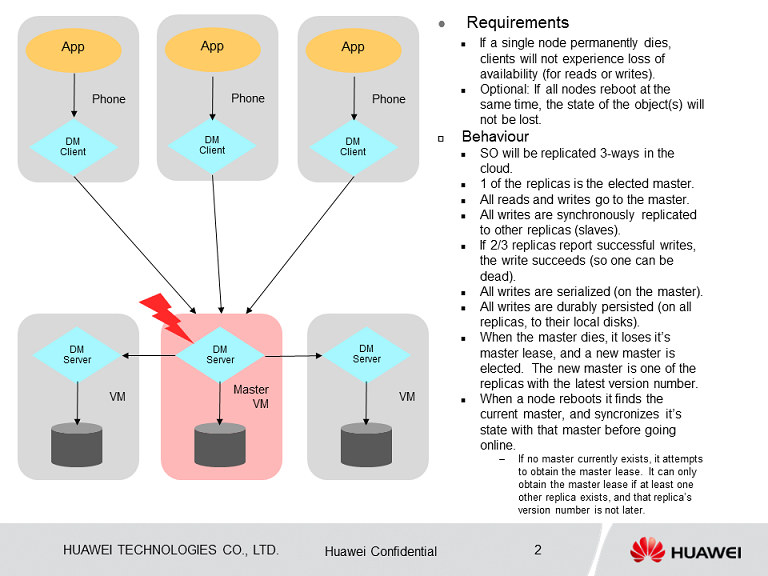 App
App
App
Phone
Phone
Phone
DM
Client
DM
Client
DM
Client
DM
Server
DM
Server
DM
Server
VM
Master
VM
VM
Requirements
If a single node permanently dies,
clients will not experience loss of
availability (for reads or writes).
Optional: If all nodes reboot at the
same time, the state of the object(s) will
not be lost.
Behaviour
SO will be replicated 3-ways in the
cloud.
1 of the replicas is the elected master.
All reads and writes go to the master.
All writes are synchronously replicated
to other replicas (slaves).
If 2/3 replicas report successful writes,
the write succeeds (so one can be
dead).
All writes are serialized (on the master).
All writes are durably persisted (on all
replicas, to their local disks).
When the master dies, it loses it's
master lease, and a new master is
elected. The new master is one of the
replicas with the latest version number.
When a node reboots it finds the
current master, and syncronizes it's
state with that master before going
online.
– If no master currently exists, it attempts
to obtain the master lease. It can only
obtain the master lease if at least one
other replica exists, and that replica's
version number is not later.
HUAWEI TECHNOLOGIES CO., LTD.
Huawei Confidential
2
HUAWEI